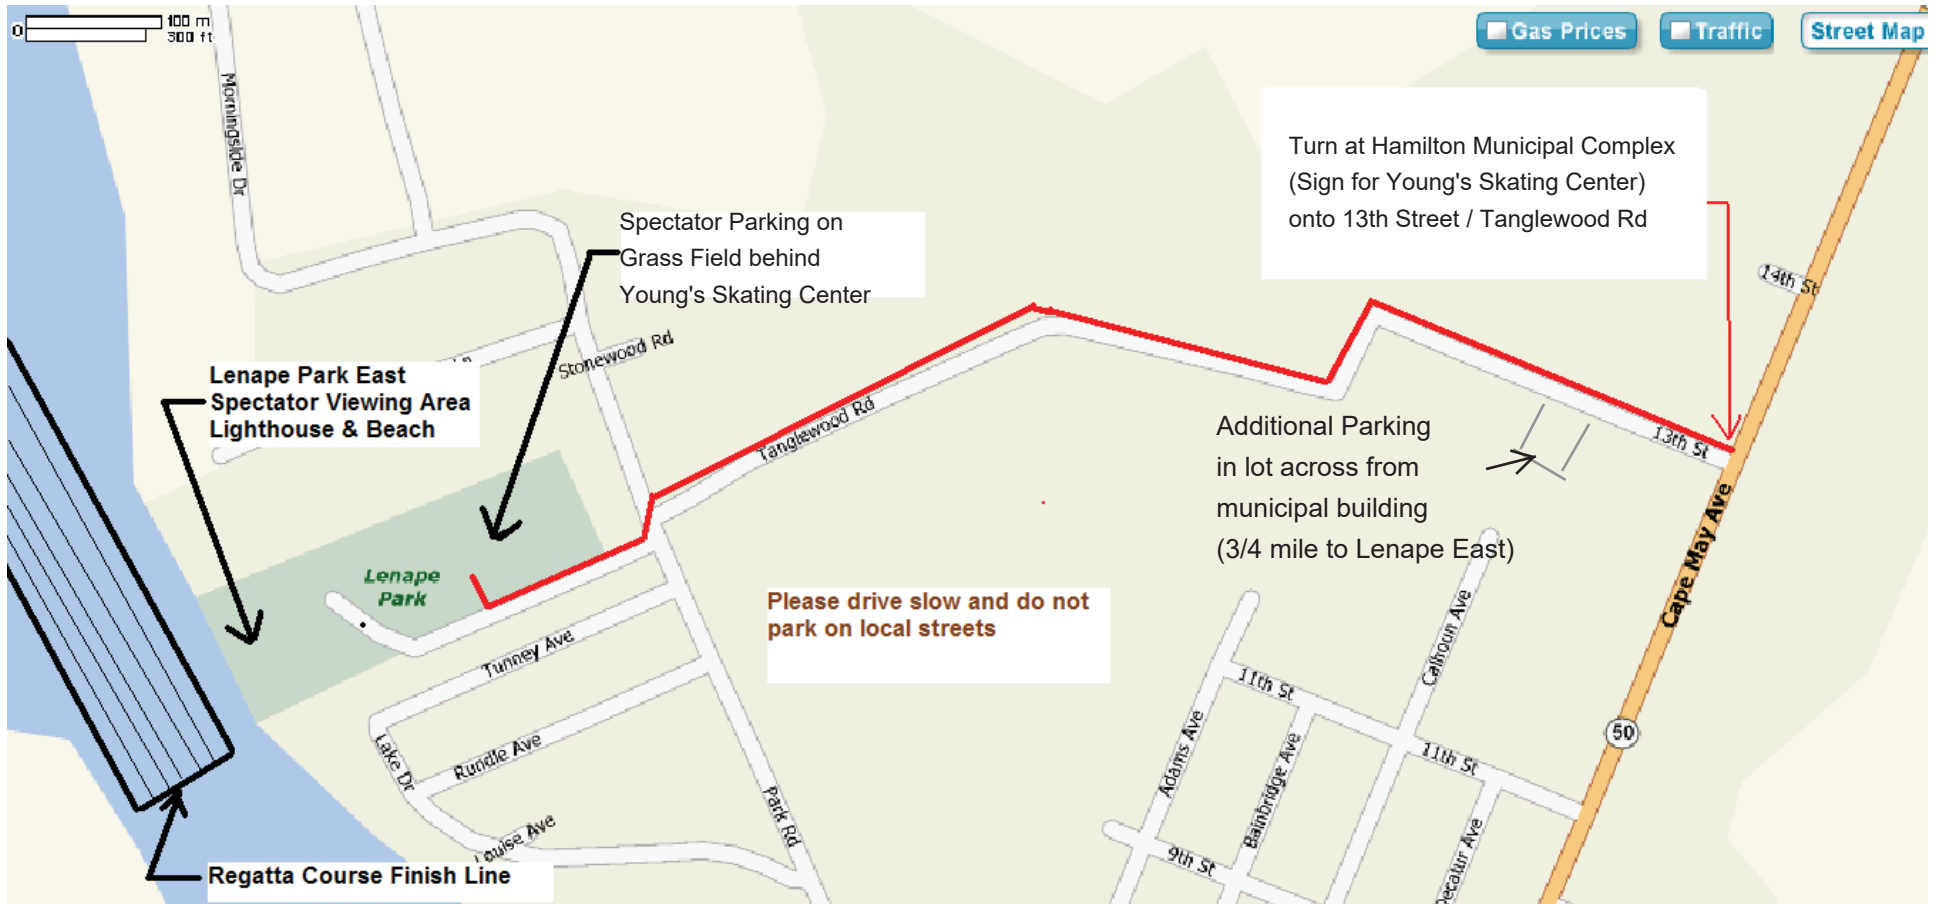 0
100 m
300 ft
Gas Prices
Traffic
Street Map
Morningside Dr
Turn at Hamilton Municipal Complex
(Sign for Young's Skating Center)
onto 13th Street / Tanglewood Rd
Spectator Parking on
Grass Field behind
Young's Skating Center
14th St
Stonewood Rd
Lenape Park East
Spectator Viewing Area
Lighthouse & Beach
Tanglewood Rd
13th St
Additional Parking
in lot across from
municipal building
(3/4 mile to Lenape East)
Cape May Ave
Lenape
Park
Please drive slow and do not
park on local streets
Tunney Ave
Calhoun Ave
11th St
50
Lake Dr
Rundle Ave
Adams Ave
Bainbridge Ave
11th St
Park Rd
Louise Ave
9th St
Decatur Ave
Regatta Course Finish Line